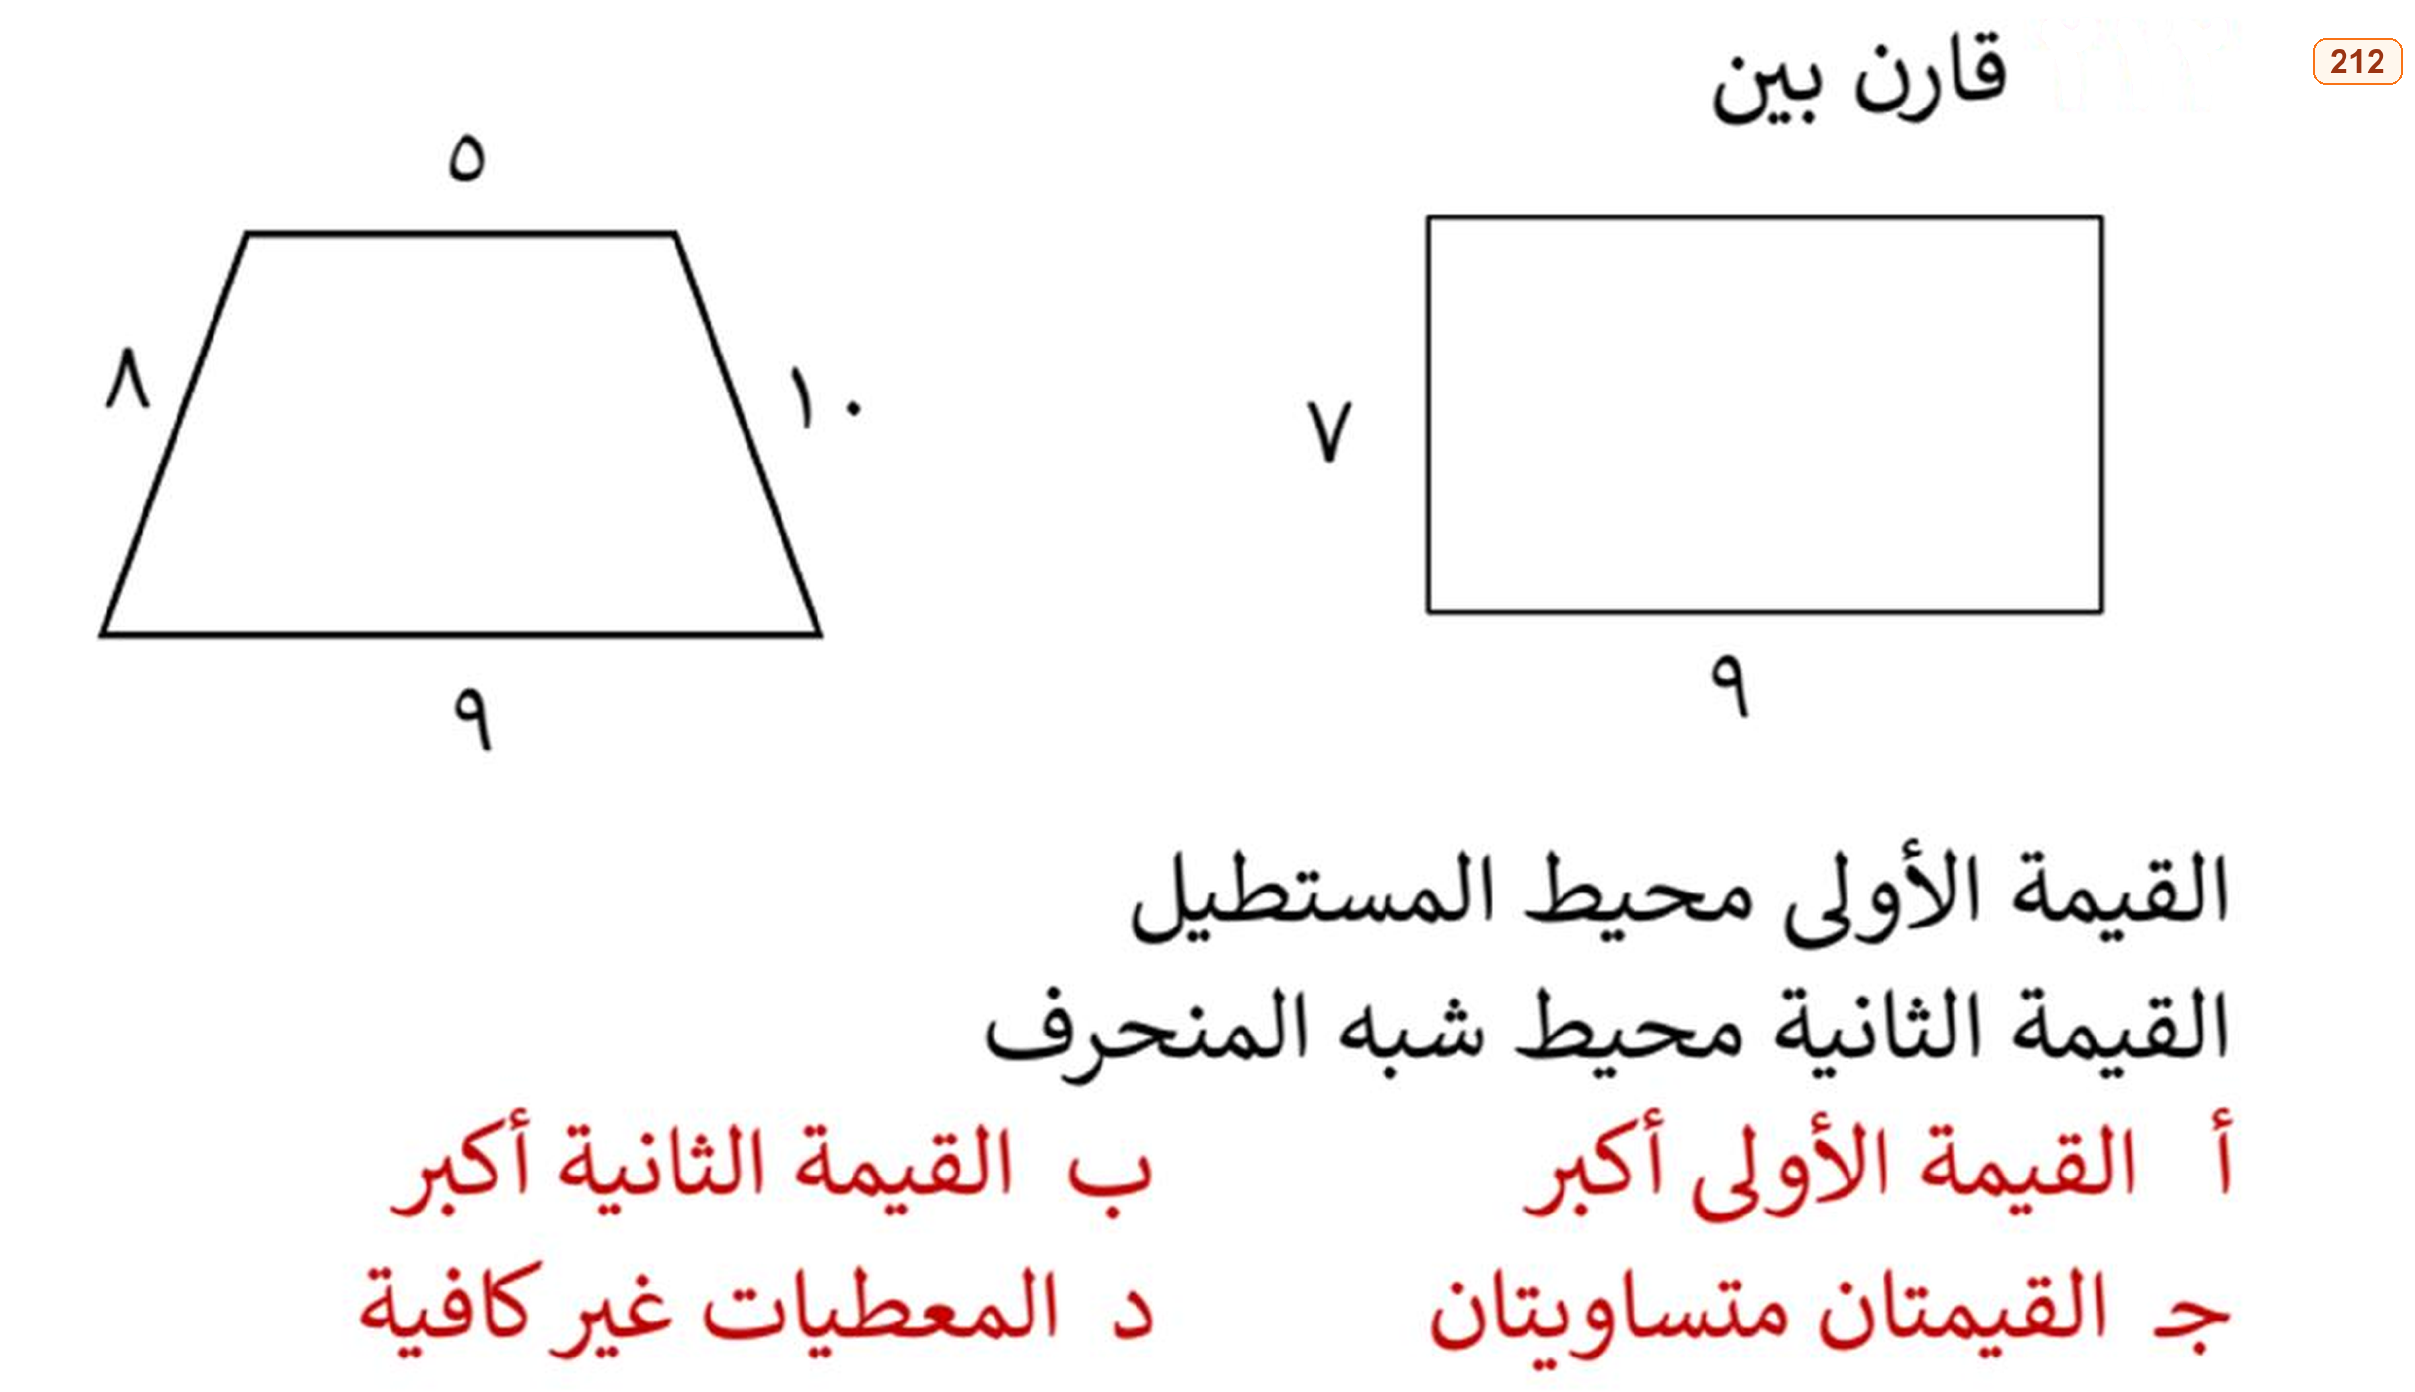 212
قارن بين
٧
٩
٥
٨
١٠
٩
القيمة الأولى محيط المستطيل
القيمة الثانية محيط شبه المنحرف
أ القيمة الأولى أكبر ب القيمة الثانية أكبر
جـ القيمتان متساويتان د المعطيات غير كافية